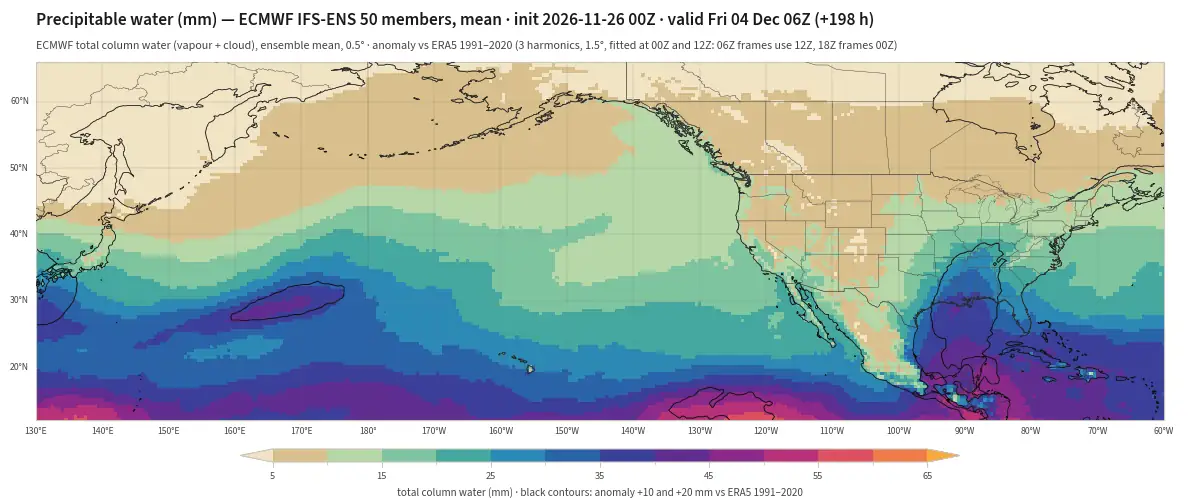 Precipitable water (mm) — ECMWF IFS-ENS 50 members, mean · init 2026-11-26 00Z · valid Fri 04 Dec 06Z (+198 h)
ECMWF total column water (vapour + cloud), ensemble mean, 0.5° · anomaly vs ERA5 1991–2020 (3 harmonics, 1.5°, fitted at 00Z and 12Z: 06Z frames use 12Z, 18Z frames 00Z)
60°N
50°N
40°N
30°N
20°N
130°E 140°E 150°E 160°E 170°E 180° 170°W 160°W 150°W 140°W 130°W 120°W 110°W 100°W 90°W 80°W 70°W 60°W
5 15 25 35 45 55 65
total column water (mm) · black contours: anomaly +10 and +20 mm vs ERA5 1991–2020